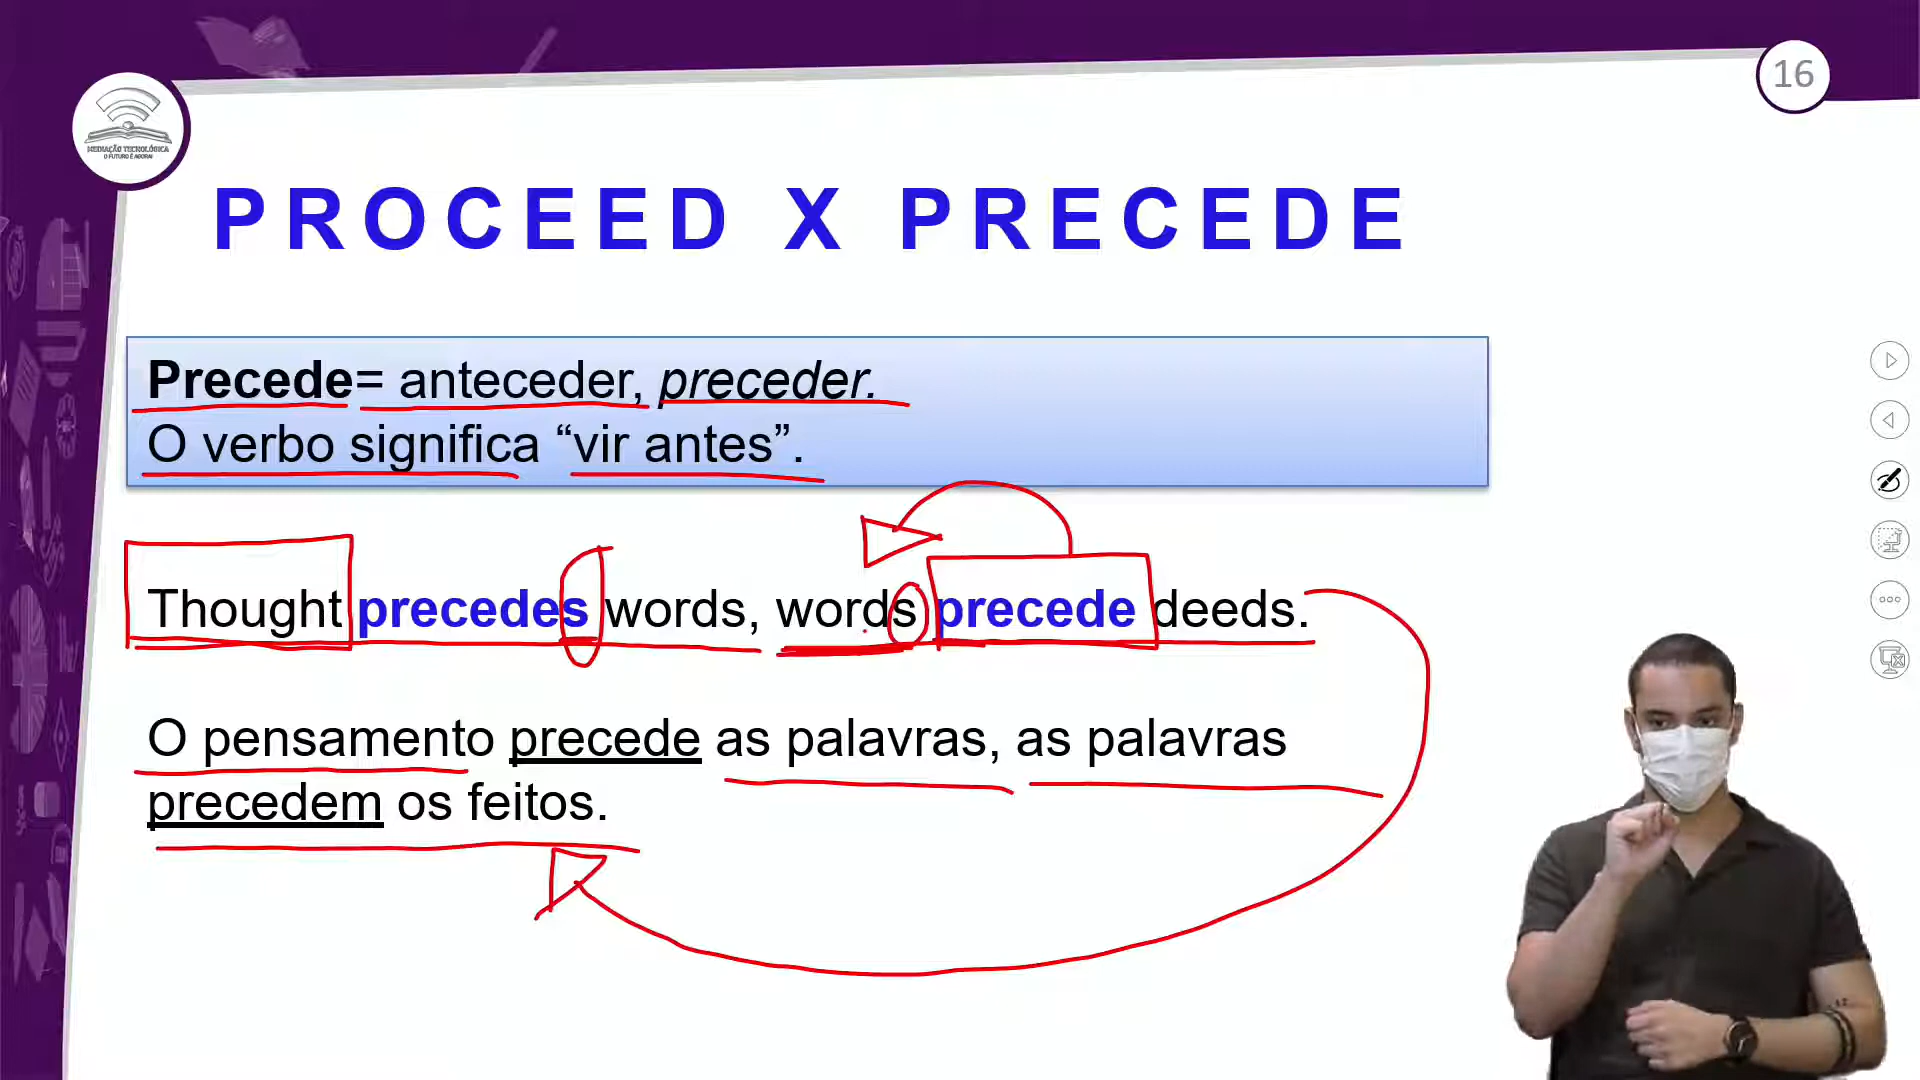 16
MEDIAÇÃO TECNOLÓGICA
O FUTURO É AGORA!
PROCEED X PRECEDE
Precede= anteceder, preceder.
O verbo significa “vir antes”.
Thought precedes words, words precede deeds.
O pensamento precede as palavras, as palavras
precedem os feitos.